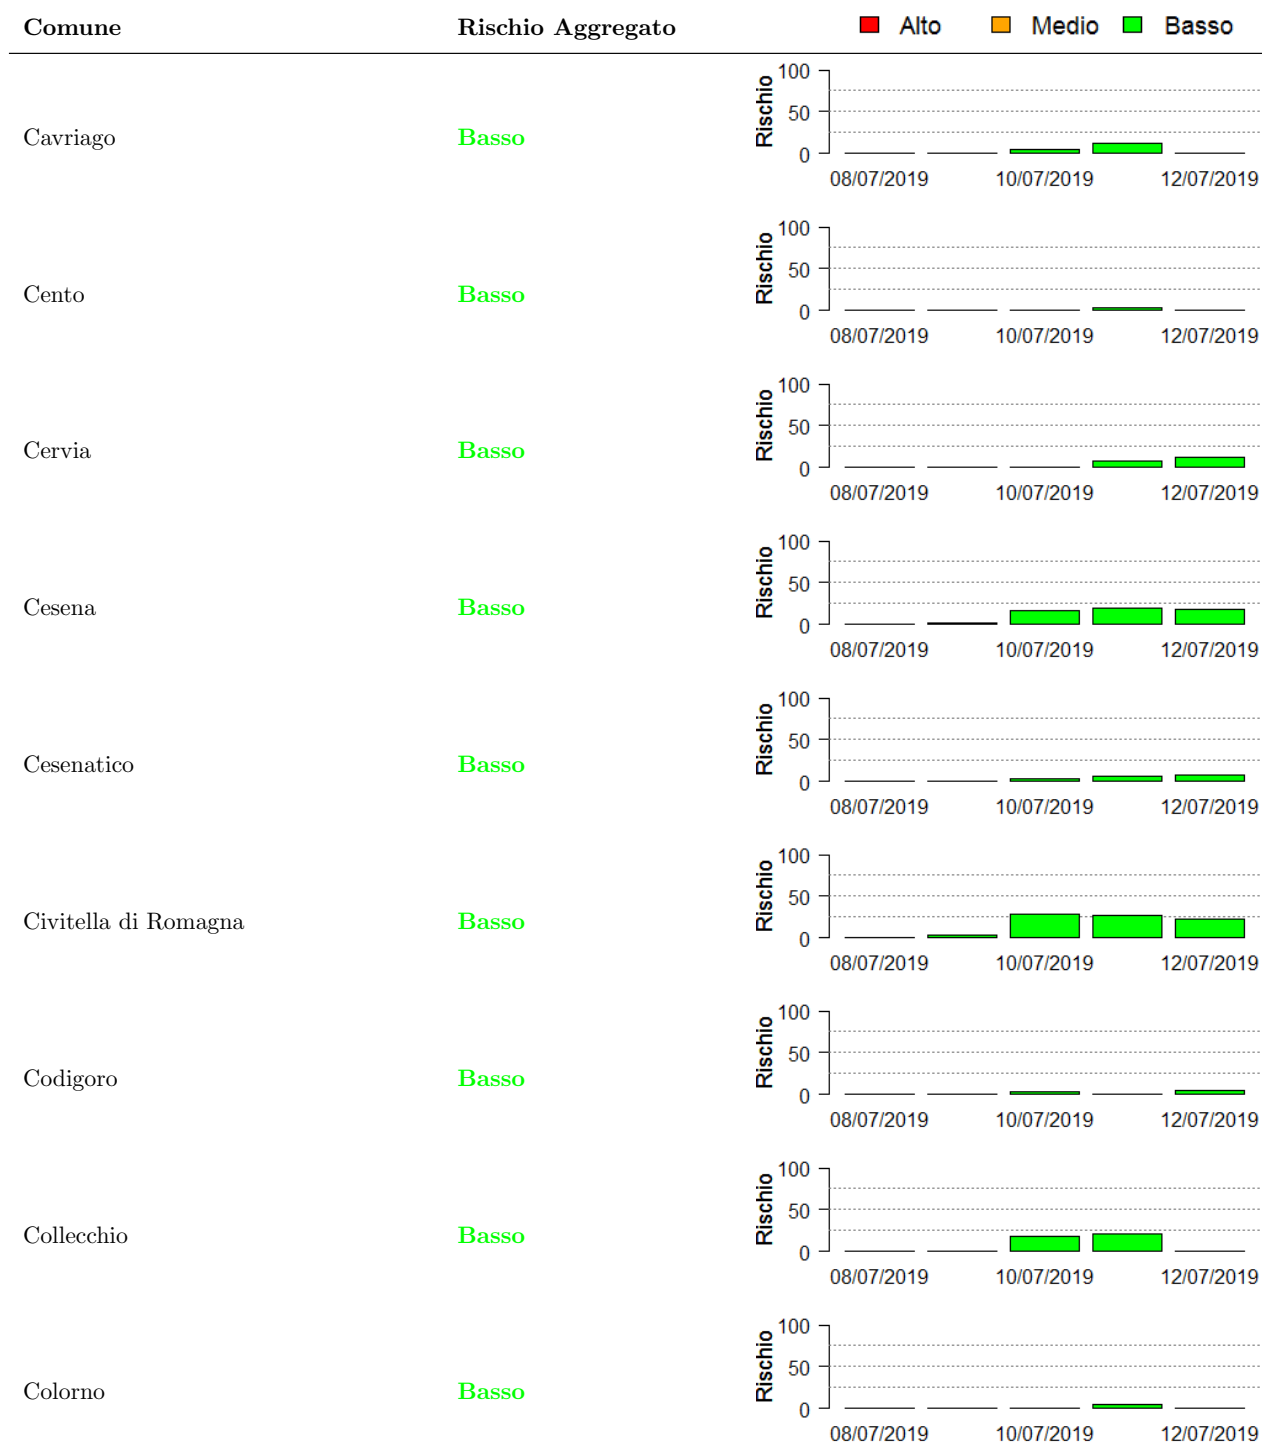 Comune Rischio Aggregato Alto Medio Basso
Cavriago Basso Rischio 100 50 0
08/07/2019 10/07/2019 12/07/2019
Cento Basso Rischio 100 50 0
08/07/2019 10/07/2019 12/07/2019
Cervia Basso Rischio 100 50 0
08/07/2019 10/07/2019 12/07/2019
Cesena Basso Rischio 100 50 0
08/07/2019 10/07/2019 12/07/2019
Cesenatico Basso Rischio 100 50 0
08/07/2019 10/07/2019 12/07/2019
Civitella di Romagna Basso Rischio 100 50 0
08/07/2019 10/07/2019 12/07/2019
Codigoro Basso Rischio 100 50 0
08/07/2019 10/07/2019 12/07/2019
Collecchio Basso Rischio 100 50 0
08/07/2019 10/07/2019 12/07/2019
Colorno Basso Rischio 100 50 0
08/07/2019 10/07/2019 12/07/2019